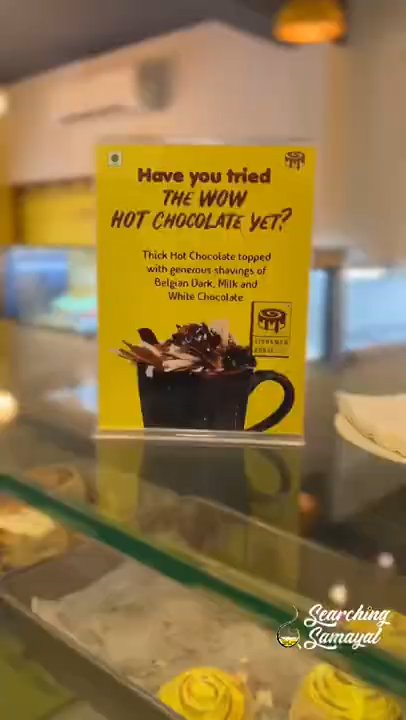 Have you tried
THE WOW
HOT CHOCOLATE YET?
Thick Hot Chocolate topped
with generous shavings of
Belgian Dark, Milk and
White Chocolate
CINNAMON
Searching
Samayal